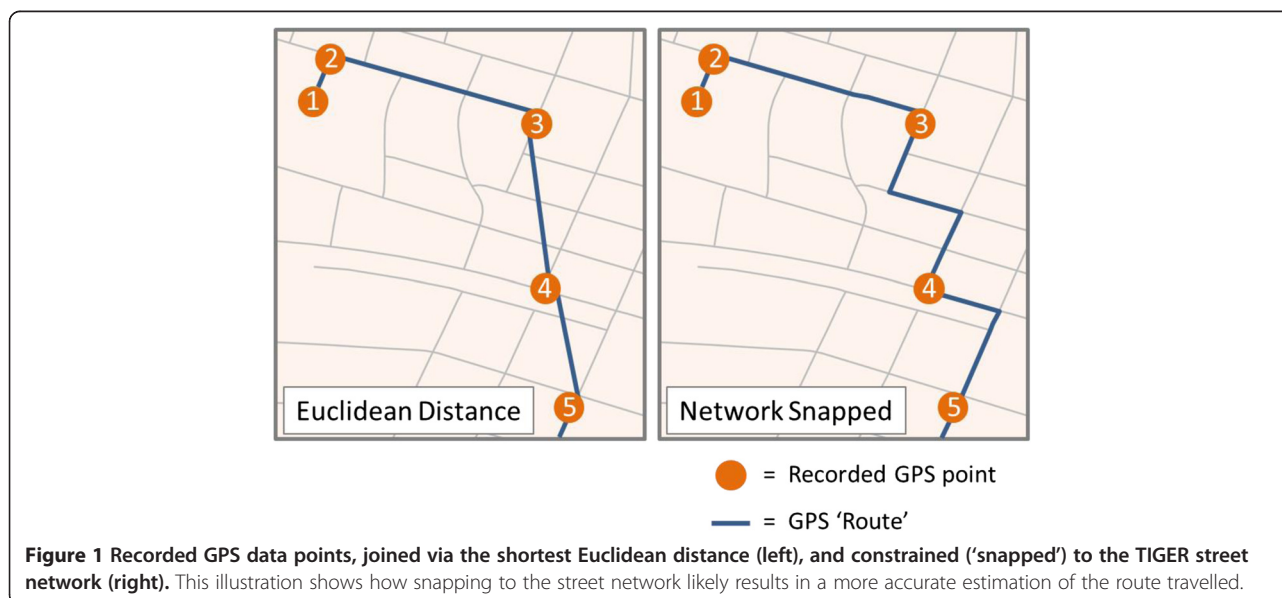 2
1
3
4
5
Euclidean Distance
2
1
3
4
5
Network Snapped
= Recorded GPS point
= GPS ‘Route’
Figure 1 Recorded GPS data points, joined via the shortest Euclidean distance (left), and constrained (‘snapped’) to the TIGER street
network (right). This illustration shows how snapping to the street network likely results in a more accurate estimation of the route travelled.